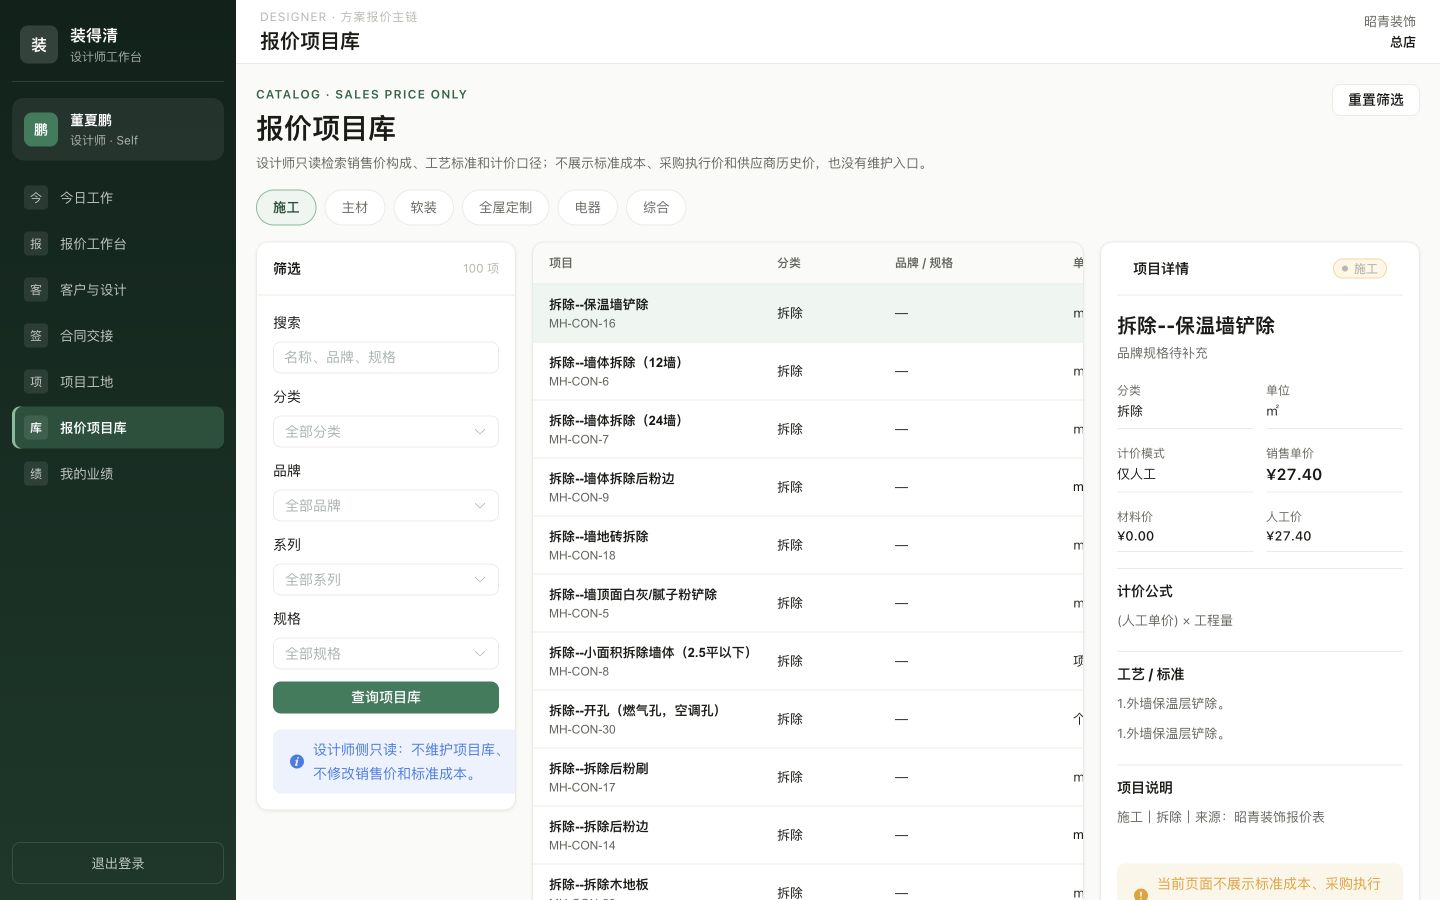 装
装得清
设计师工作台
鹏
董夏鹏
设计师 · Self
今 今日工作
报 报价工作台
客 客户与设计
签 合同交接
项 项目工地
库 报价项目库
绩 我的业绩
退出登录
DESIGNER · 方案报价主链
报价项目库
昭青装饰
总店
CATALOG · SALES PRICE ONLY
报价项目库
设计师只读检索销售价构成、工艺标准和计价口径；不展示标准成本、采购执行价和供应商历史价，也没有维护入口。
重置筛选
施工 主材 软装 全屋定制 电器 综合
筛选 100 项
搜索
名称、品牌、规格
分类
全部分类
品牌
全部品牌
系列
全部系列
规格
全部规格
查询项目库
设计师侧只读：不维护项目库、
不修改销售价和标准成本。
项目 分类 品牌 / 规格 单
拆除--保温墙铲除 拆除 — m
MH-CON-16
拆除--墙体拆除（12墙） 拆除 — m
MH-CON-6
拆除--墙体拆除（24墙） 拆除 — m
MH-CON-7
拆除--墙体拆除后粉边 拆除 — m
MH-CON-9
拆除--墙地砖拆除 拆除 — m
MH-CON-18
拆除--墙顶面白灰/腻子粉铲除 拆除 — m
MH-CON-5
拆除--小面积拆除墙体（2.5平以下） 拆除 — 项
MH-CON-8
拆除--开孔（燃气孔，空调孔） 拆除 — 个
MH-CON-30
拆除--拆除后粉刷 拆除 — m
MH-CON-17
拆除--拆除后粉边 拆除 — m
MH-CON-14
拆除--拆除木地板 拆除 — m
项目详情 施工
拆除--保温墙铲除
品牌规格待补充
分类 单位
拆除 ㎡
计价模式 销售单价
仅人工 ¥27.40
材料价 人工价
¥0.00 ¥27.40
计价公式
(人工单价) × 工程量
工艺 / 标准
1.外墙保温层铲除。
1.外墙保温层铲除。
项目说明
施工｜拆除｜来源：昭青装饰报价表
当前页面不展示标准成本、采购执行